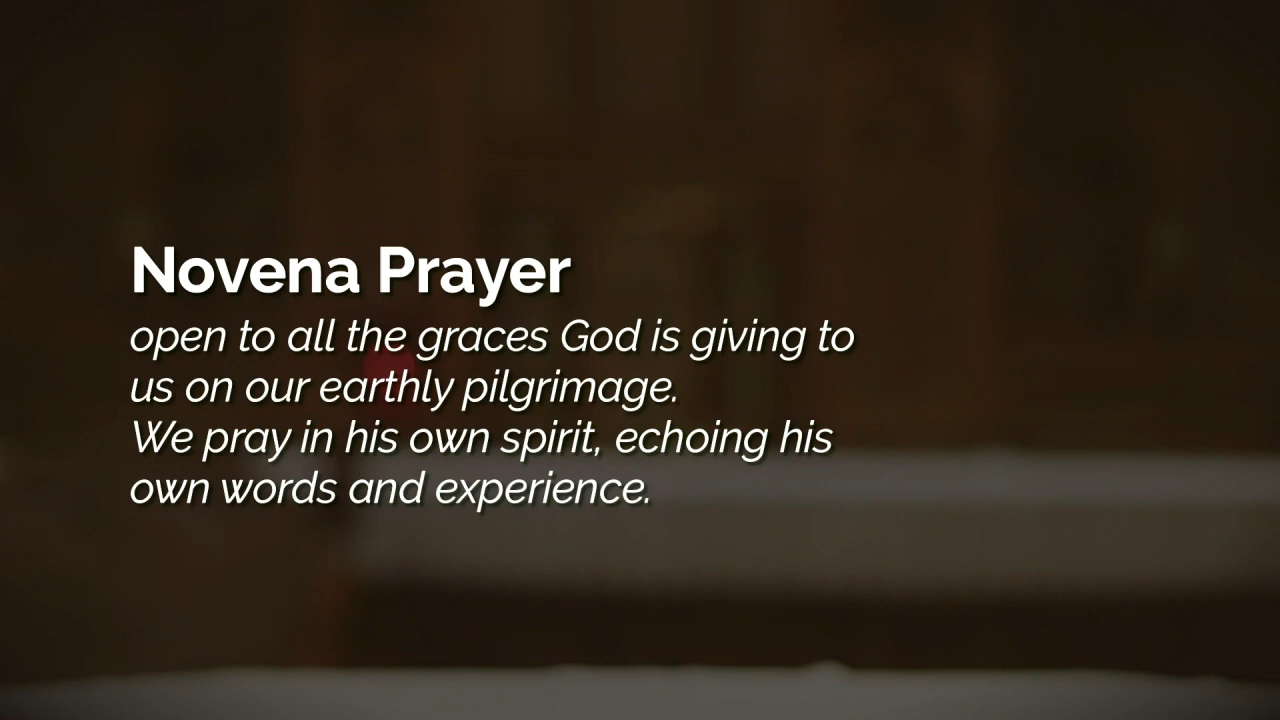 Novena Prayer
open to all the graces God is giving to
us on our earthly pilgrimage.
We pray in his own spirit, echoing his
own words and experience.